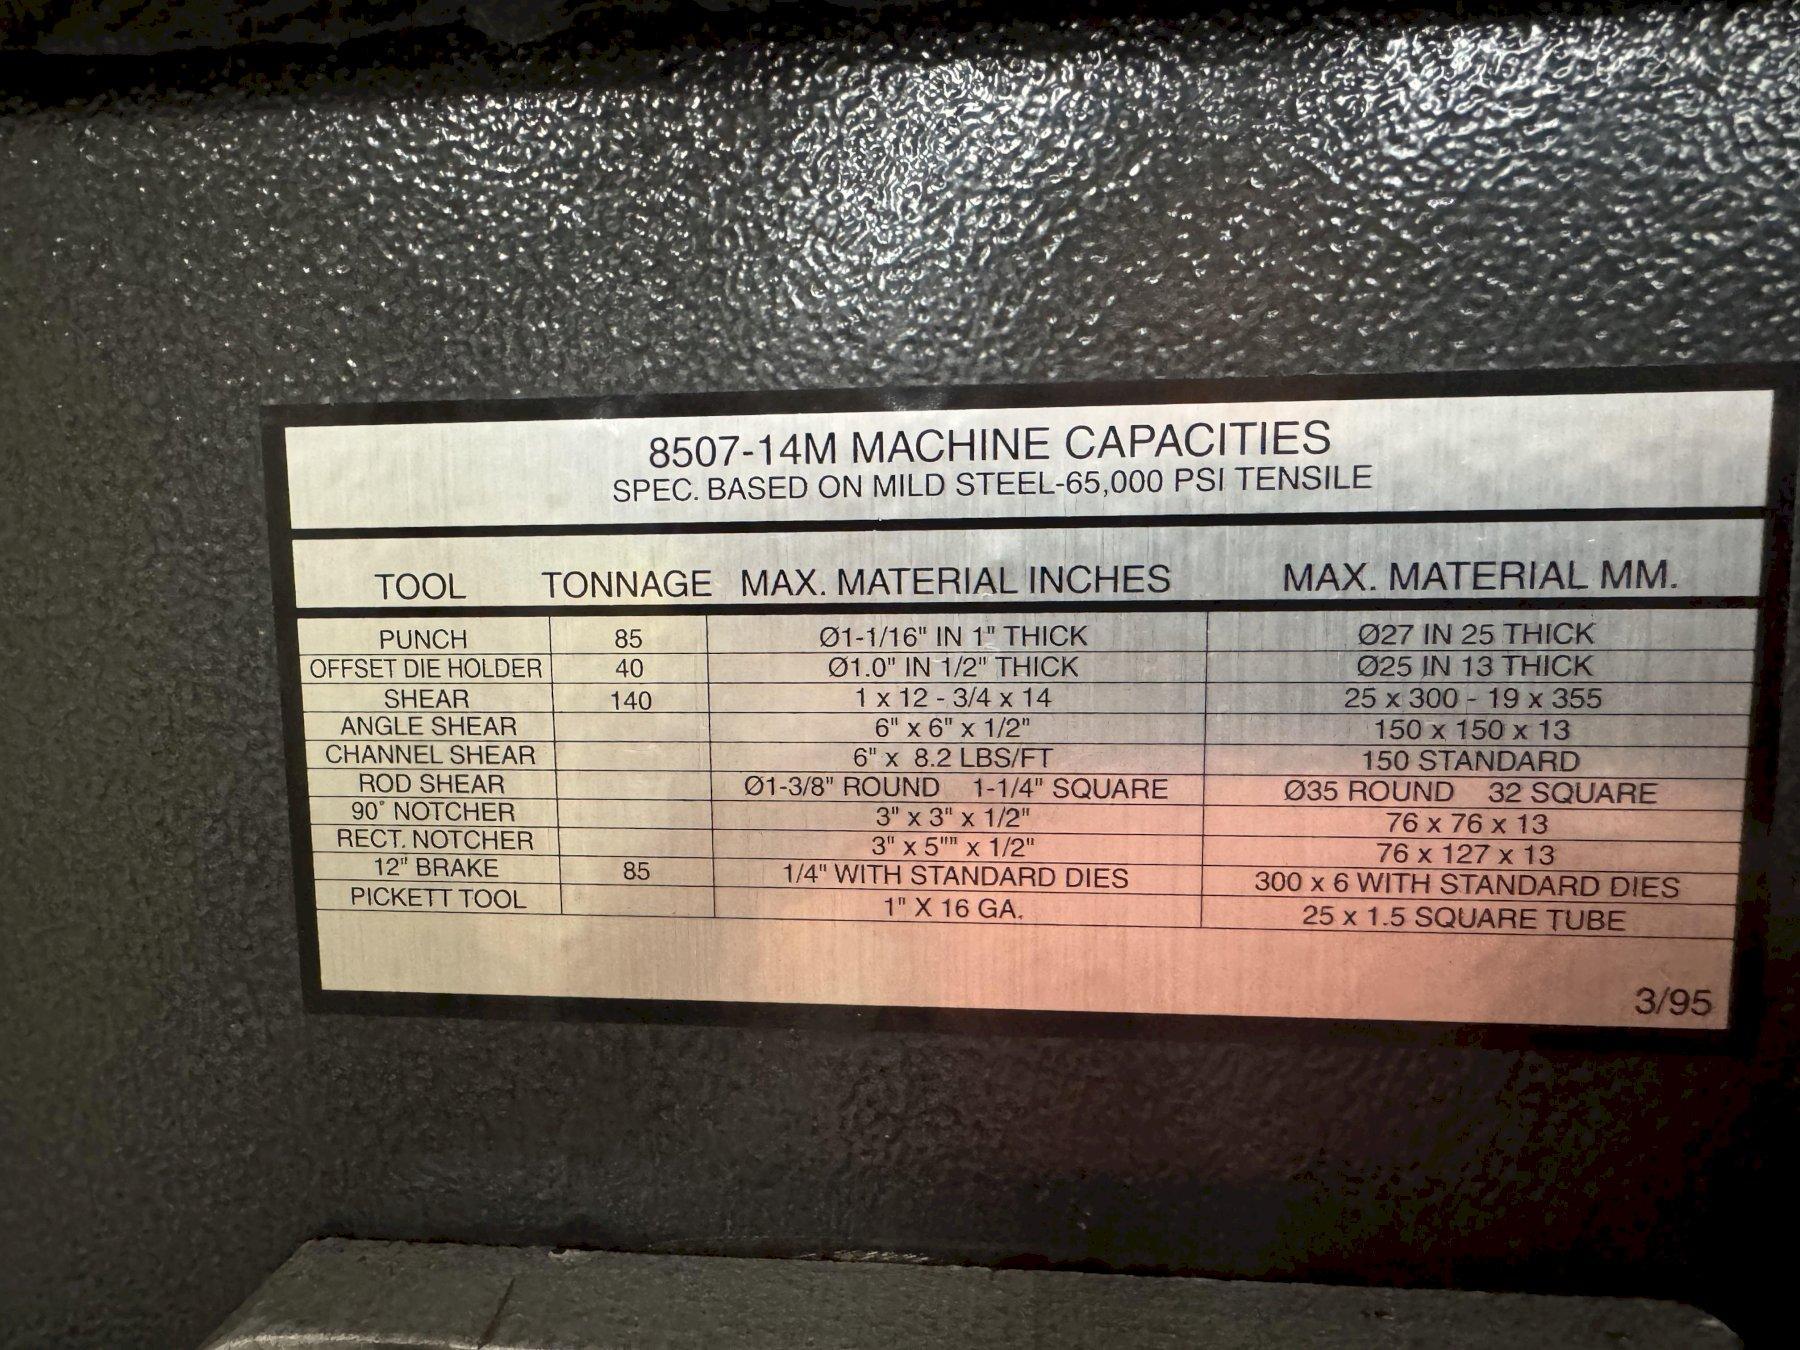 8507-14M MACHINE CAPACITIES
SPEC. BASED ON MILD STEEL-65,000 PSI TENSILE
TOOL TONNAGE MAX. MATERIAL INCHES MAX. MATERIAL MM.
PUNCH 85 Ø1-1/16" IN 1" THICK Ø27 IN 25 THICK
OFFSET DIE HOLDER 40 Ø1.0" IN 1/2" THICK Ø25 IN 13 THICK
SHEAR 140 1 x 12 - 3/4 x 14 25 x 300 - 19 x 355
ANGLE SHEAR 6" x 6" x 1/2" 150 x 150 x 13
CHANNEL SHEAR 6" x 8.2 LBS/FT 150 STANDARD
ROD SHEAR Ø1-3/8" ROUND 1-1/4" SQUARE Ø35 ROUND 32 SQUARE
90° NOTCHER 3" x 3" x 1/2" 76 x 76 x 13
RECT. NOTCHER 3" x 5"" x 1/2" 76 x 127 x 13
12" BRAKE 85 1/4" WITH STANDARD DIES 300 x 6 WITH STANDARD DIES
PICKETT TOOL 1" X 16 GA. 25 x 1.5 SQUARE TUBE
3/95